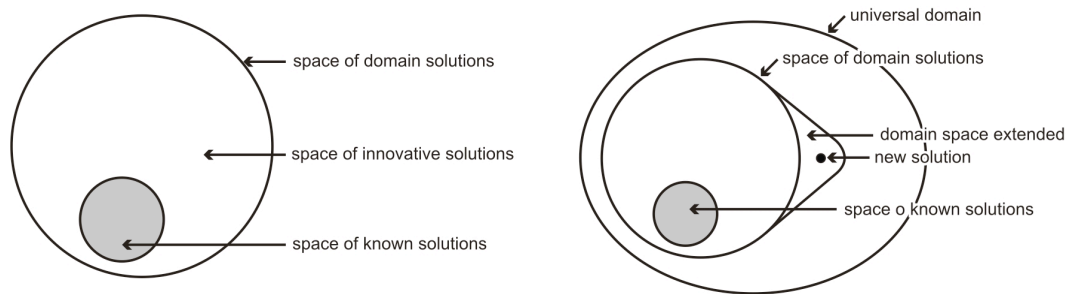 space of domain solutions
space of innovative solutions
space of known solutions
universal domain
space of domain solutions
domain space extended
new solution
space o known solutions